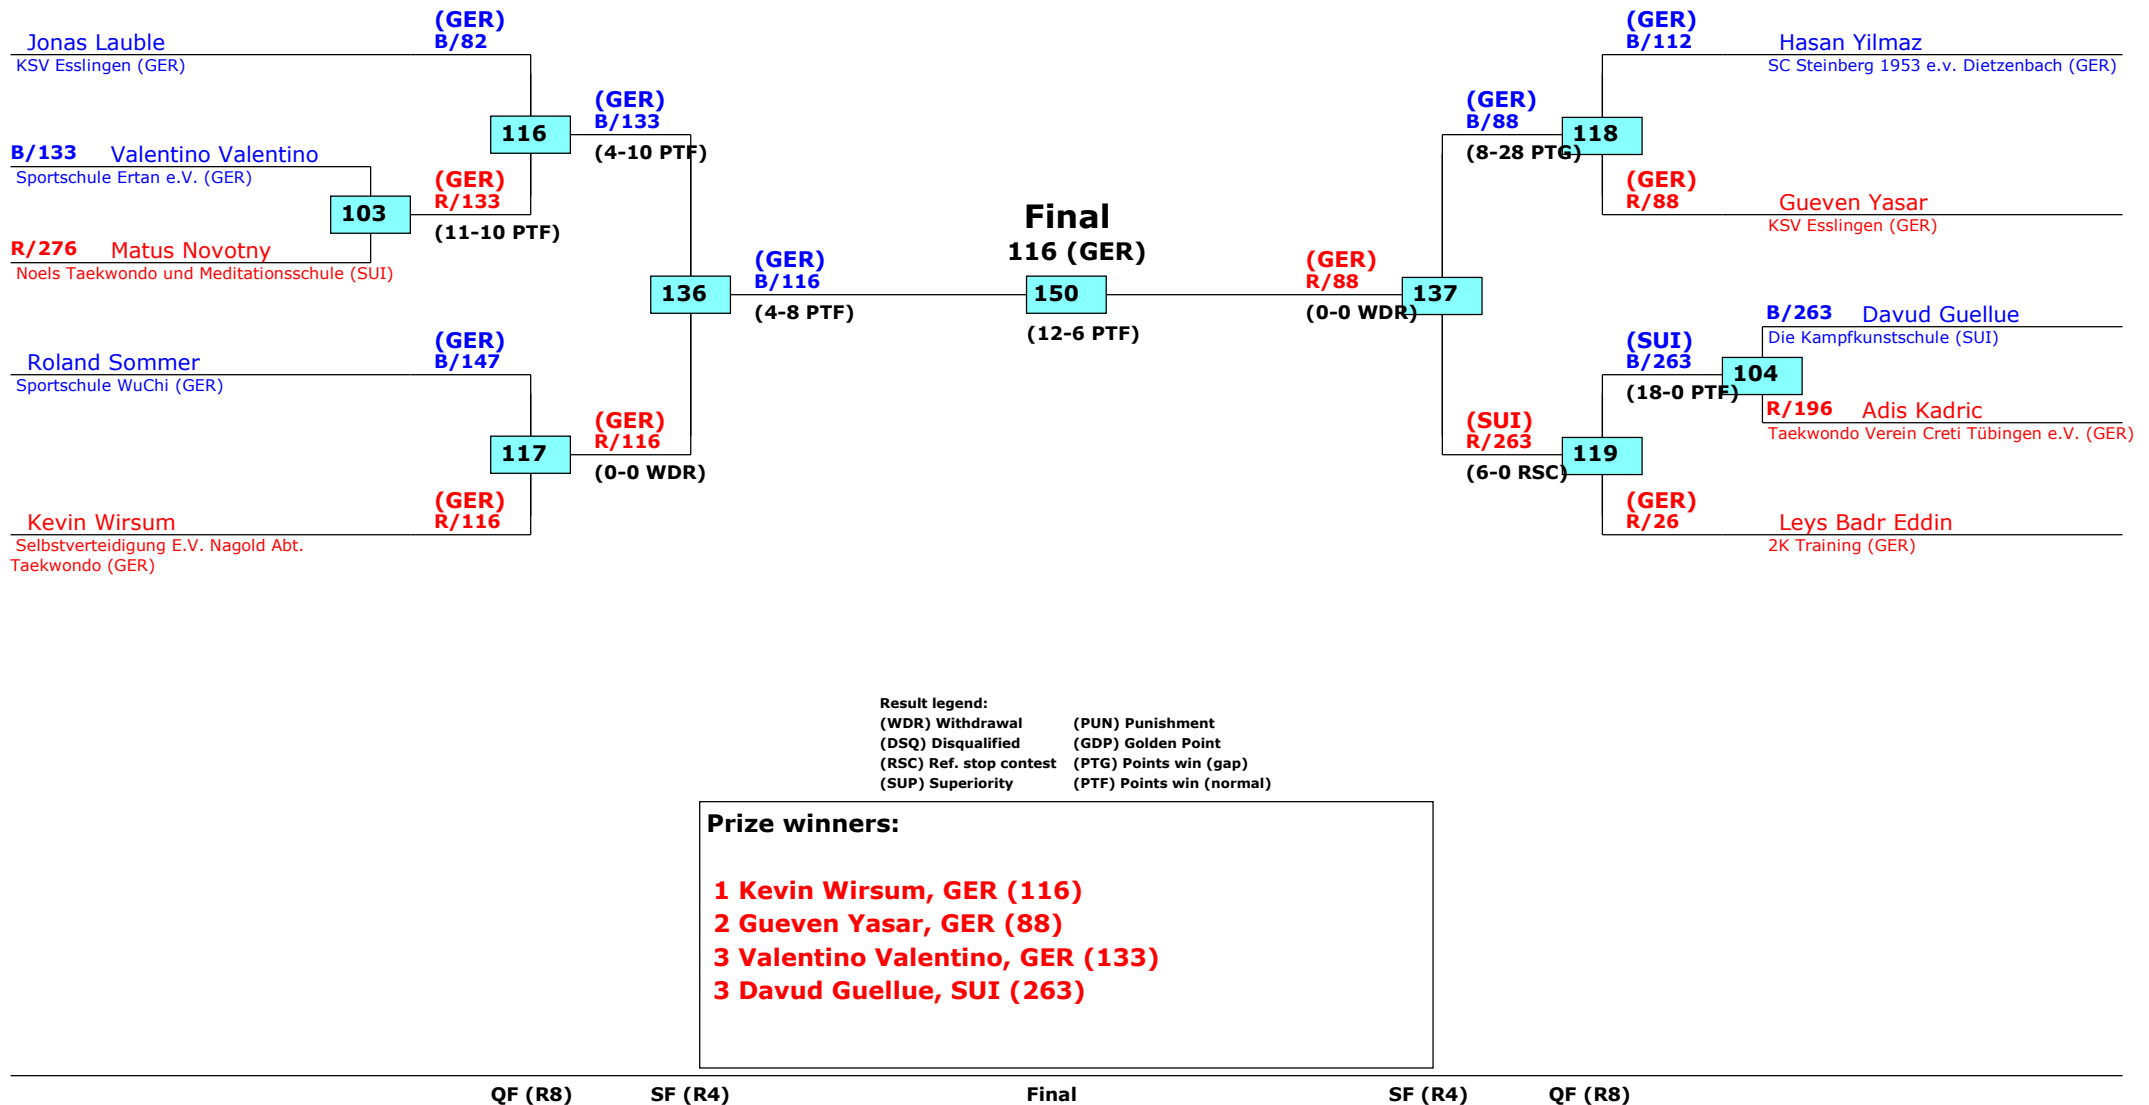 (GER)
B/82
Jonas Lauble
KSV Esslingen (GER)
(GER)
B/133
116
(4-10 PTF)
B/133 Valentino Valentino
Sportschule Ertan e.V. (GER)
(GER)
R/133
103
(11-10 PTF)
R/276 Matus Novotny
Noels Taekwondo und Meditationsschule (SUI)
(GER)
B/116
136
(4-8 PTF)
(GER)
B/147
Roland Sommer
Sportschule WuChi (GER)
(GER)
R/116
117
(0-0 WDR)
(GER)
R/116
Kevin Wirsum
Selbstverteidigung E.V. Nagold Abt.
Taekwondo (GER)
Final
116 (GER)
150
(12-6 PTF)
(GER)
B/112
Hasan Yilmaz
SC Steinberg 1953 e.v. Dietzenbach (GER)
(GER)
B/88
118
(8-28 PTG)
(GER)
R/88
Gueven Yasar
KSV Esslingen (GER)
(GER)
R/88
137
(0-0 WDR)
B/263 Davud Guellue
Die Kampfkunstschule (SUI)
(SUI)
B/263
104
(18-0 PTF)
R/196 Adis Kadric
Taekwondo Verein Creti Tübingen e.V. (GER)
(SUI)
R/263
119
(6-0 RSC)
(GER)
R/26
Leys Badr Eddin
2K Training (GER)
Result legend:
(WDR) Withdrawal (PUN) Punishment
(DSQ) Disqualified (GDP) Golden Point
(RSC) Ref. stop contest (PTG) Points win (gap)
(SUP) Superiority (PTF) Points win (normal)
Prize winners:
1 Kevin Wirsum, GER (116)
2 Gueven Yasar, GER (88)
3 Valentino Valentino, GER (133)
3 Davud Guellue, SUI (263)
QF (R8) SF (R4) Final SF (R4) QF (R8)